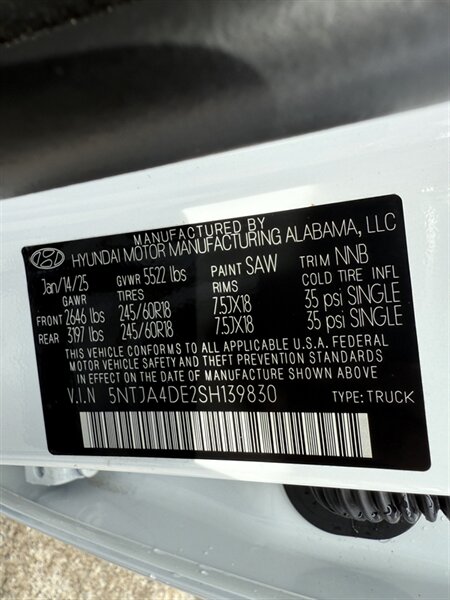 MANUFACTURED BY
HYUNDAI MOTOR MANUFACTURING ALABAMA, LLC
Jan/14/25 GVWR 5522 lbs PAINT SAW TRIM NNB
GAWR TIRES RIMS COLD TIRE INFL
FRONT 2646 lbs 245/60R18 7.5JX18 35 psi SINGLE
REAR 3197 lbs 245/60R18 7.5JX18 35 psi SINGLE
THIS VEHICLE CONFORMS TO ALL APPLICABLE U.S.A. FEDERAL
MOTOR VEHICLE SAFETY AND THEFT PREVENTION STANDARDS
IN EFFECT ON THE DATE OF MANUFACTURE SHOWN ABOVE
V.I.N 5NTJA4DE2SH139830 TYPE: TRUCK